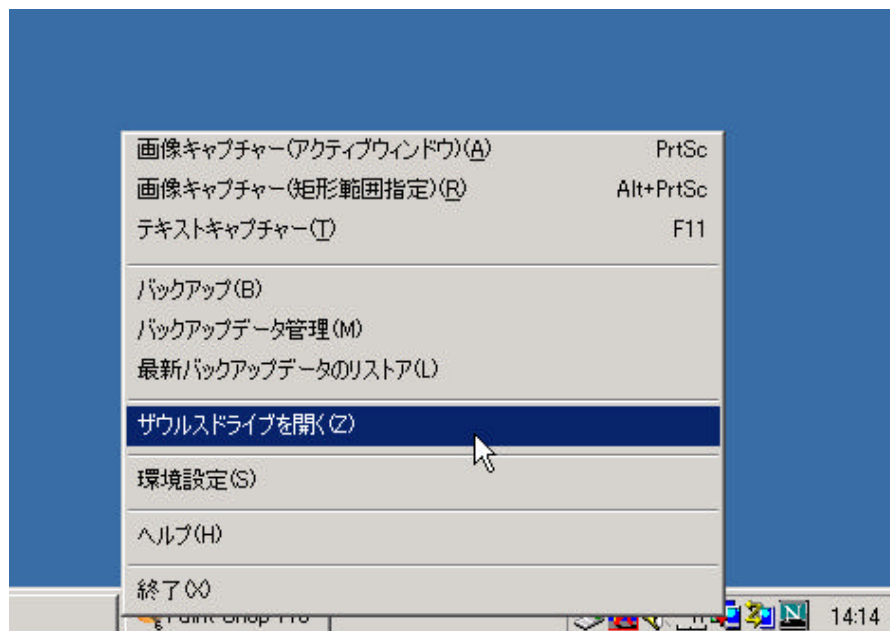 画像キャプチャー(アクティブウィンドウ)(A) PrtSc
画像キャプチャー(矩形範囲指定)(R) Alt+PrtSc
テキストキャプチャー(T) F11
バックアップ(B)
バックアップデータ管理(M)
最新バックアップデータのリストア(L)
ザウルスドライブを開く(Z)
環境設定(S)
ヘルプ(H)
終了(X)
Paint Shop Pro
N
14:14